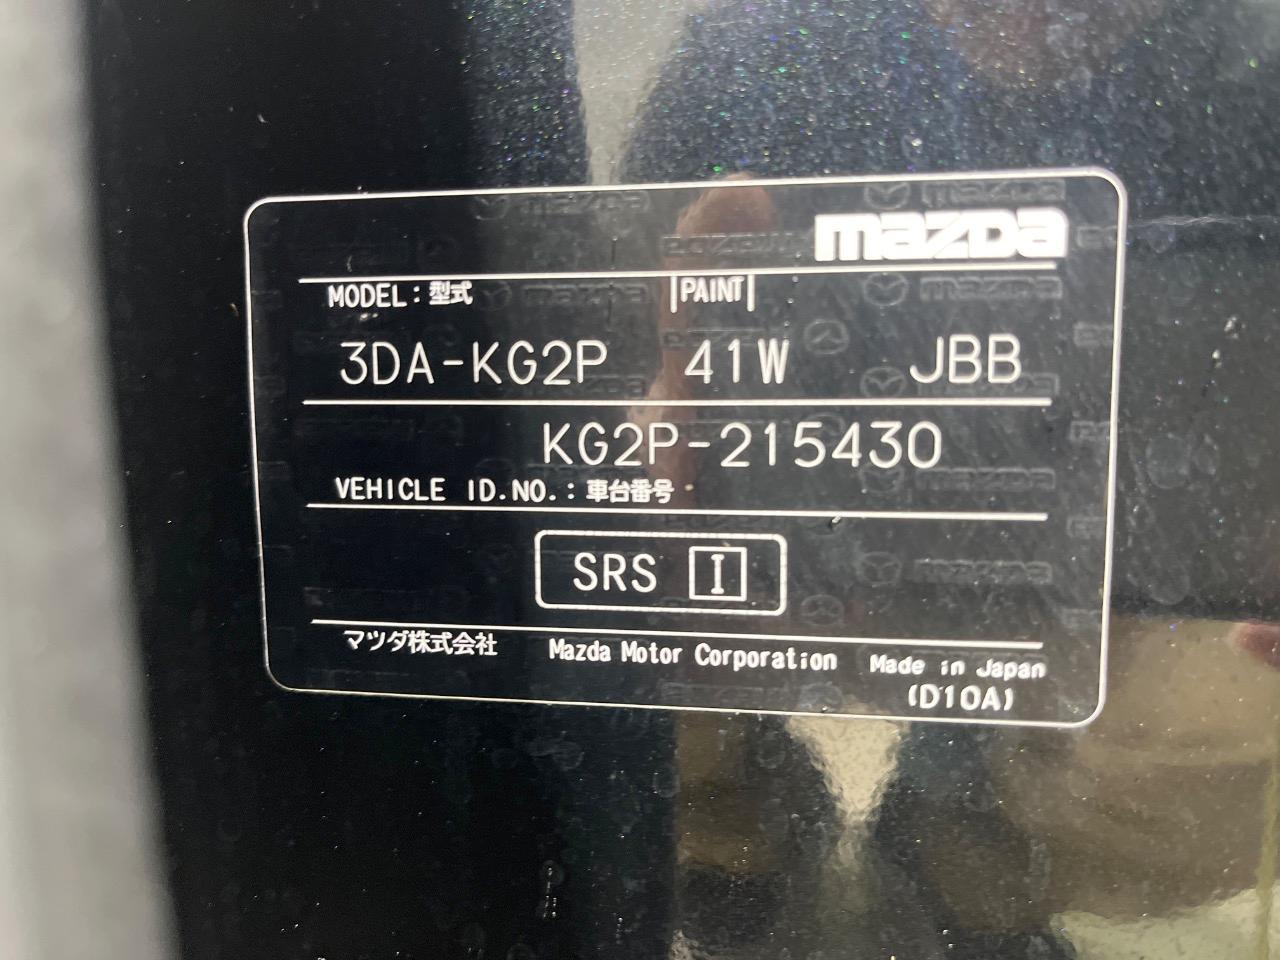 mazda
MODEL:型式 PAINT
3DA-KG2P 41W JBB
KG2P-215430
VEHICLE ID.NO.:車台番号
SRS I
マツダ株式会社 Mazda Motor Corporation Made in Japan
(D10A)